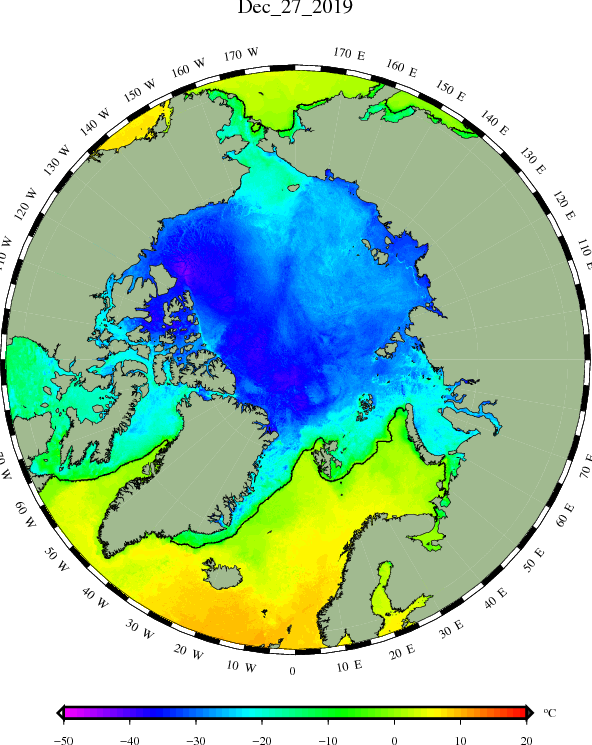 Dec_27_2019
170 W
170 E
160 W
160 E
150 W
150 E
140 W
140 E
130 W
130 E
120 W
120 E
110 E
70 E
60 W
60 E
50 W
50 E
40 W
40 E
30 W
30 E
20 W
20 E
10 W
10 E
0
°C
−50 −40 −30 −20 −10 0 10 20